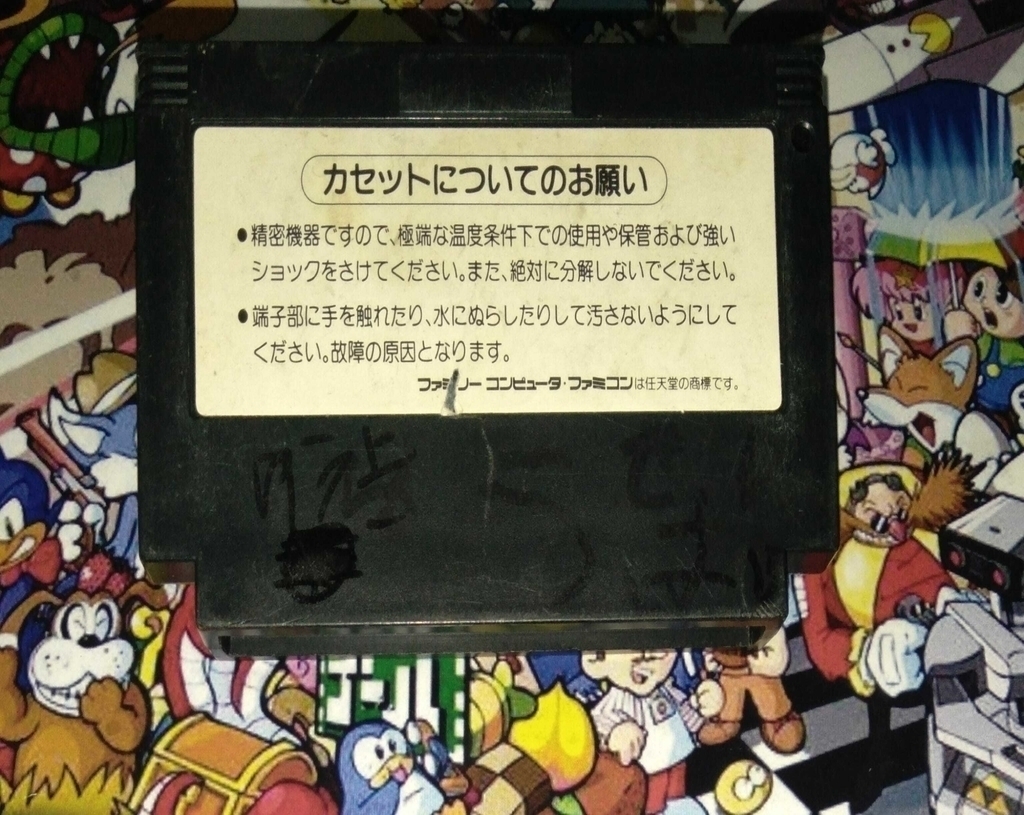 カセットについてのお願い
●精密機器ですので、極端な温度条件下での使用や保管および強い
ショックをさけてください。また、絶対に分解しないでください。
●端子部に手を触れたり、水にぬらしたりして汚さないようにして
ください。故障の原因となります。
ファミリー コンピュータ・ファミコンは任天堂の商標です。